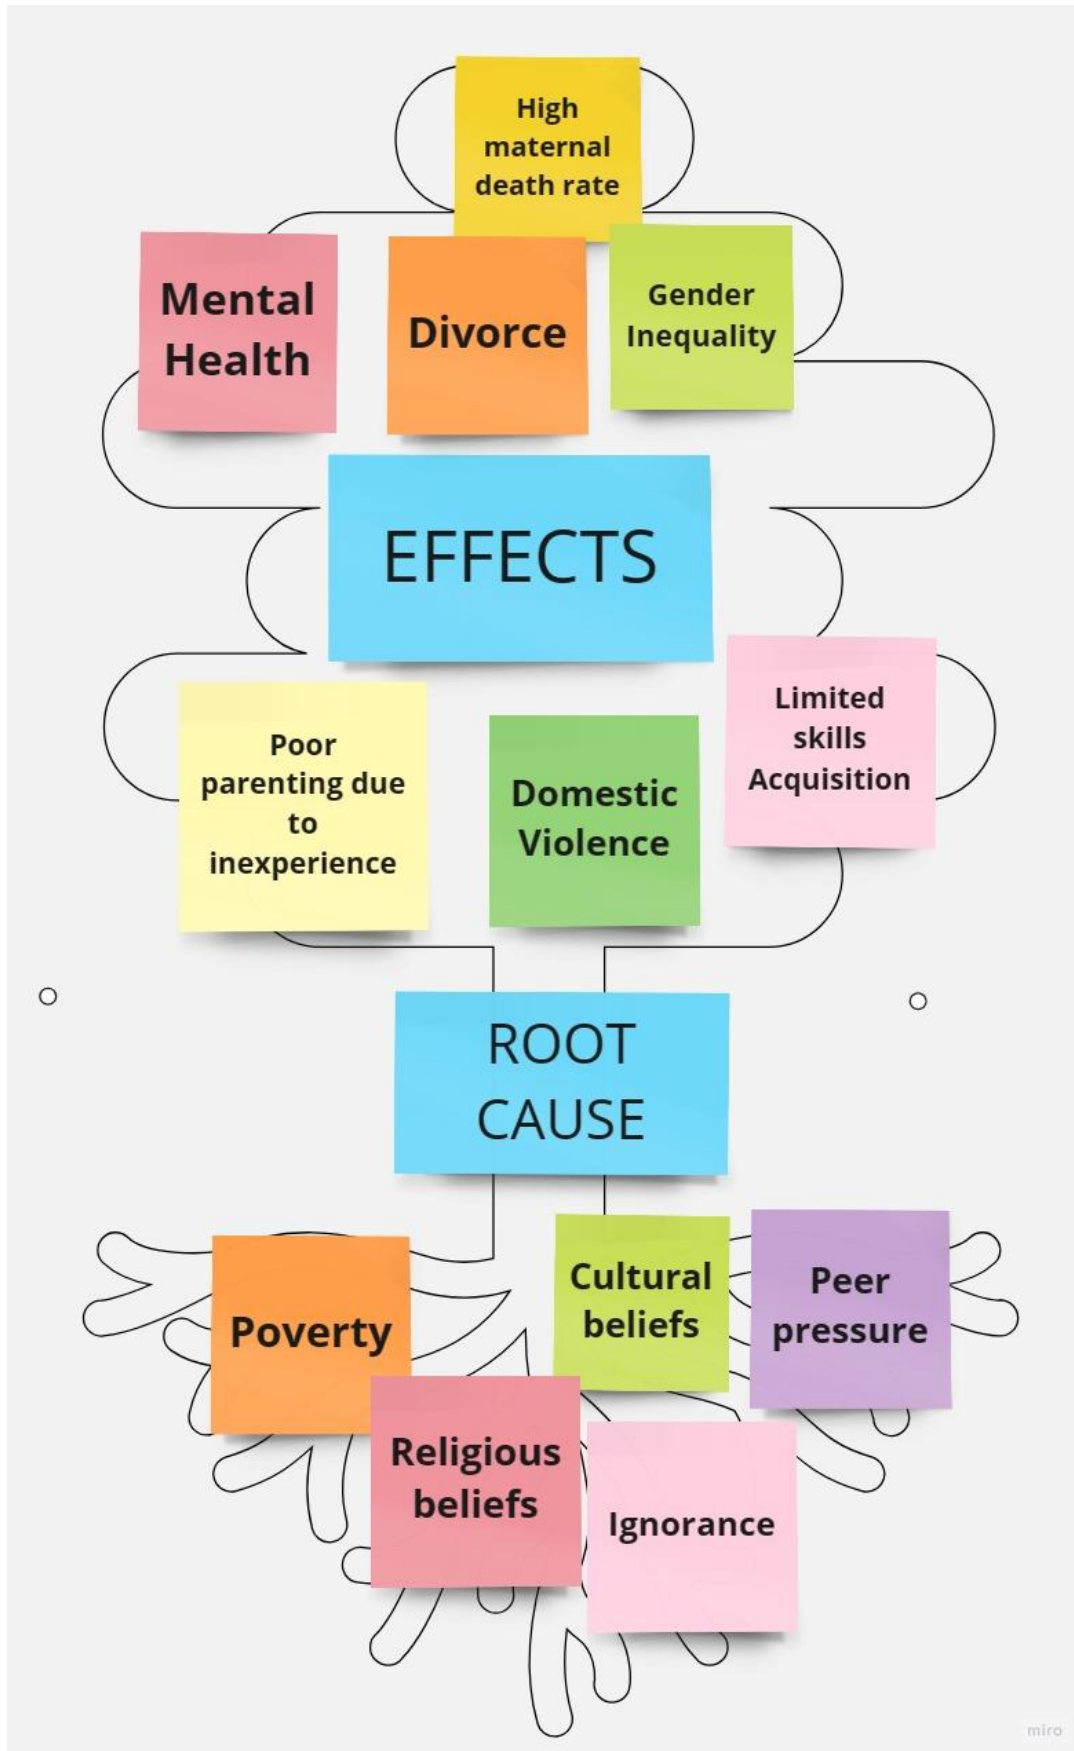 High
maternal
death rate
Mental
Health
Divorce
Gender
Inequality
EFFECTS
Poor
parenting due
to
inexperience
Domestic
Violence
Limited
skills
Acquisition
ROOT
CAUSE
Poverty
Cultural
beliefs
Peer
pressure
Religious
beliefs
Ignorance
miro